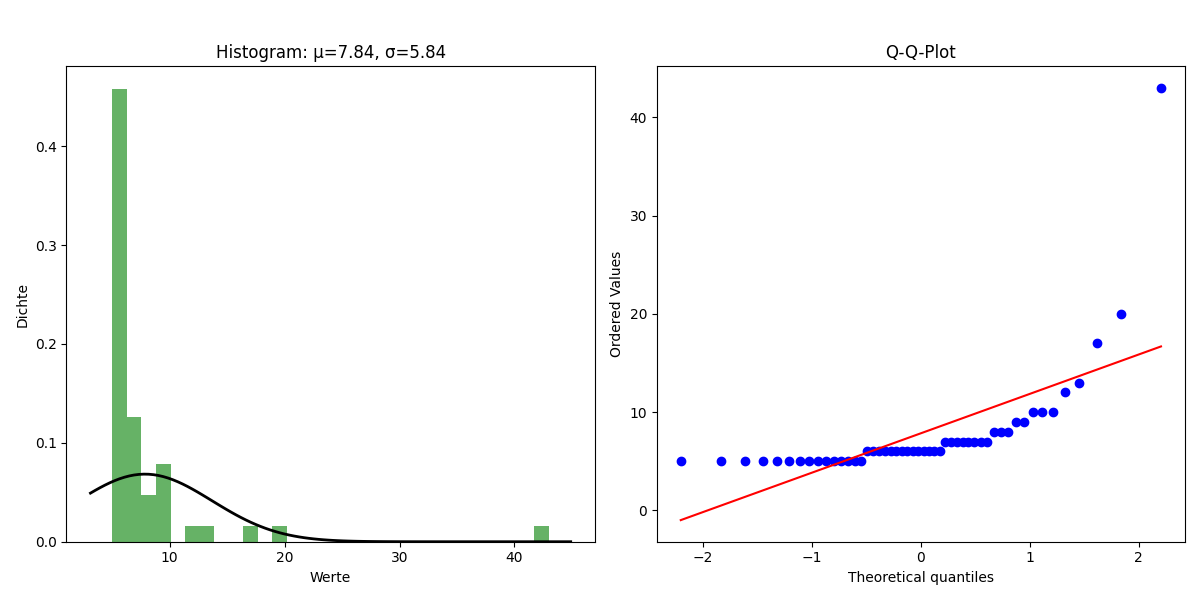 Histogram: μ=7.84, σ=5.84
Dichte
0.4
0.3
0.2
0.1
0.0
10 20 30 40
Werte
Q-Q-Plot
Ordered Values
40
30
20
10
0
−2 −1 0 1 2
Theoretical quantiles